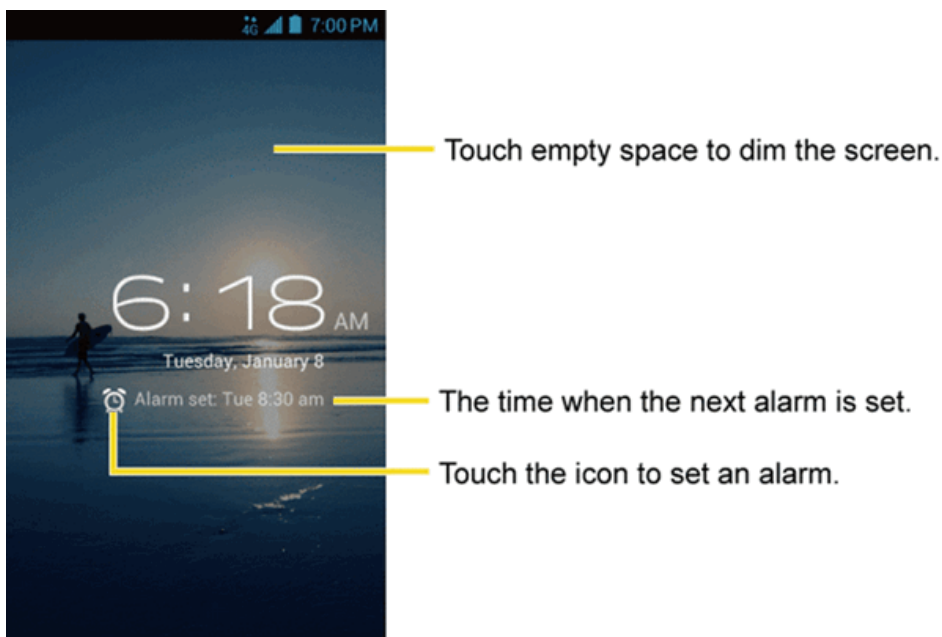 4G 7:00 PM
Touch empty space to dim the screen.
6:18 AM
Tuesday, January 8
Alarm set: Tue 8:30 am
The time when the next alarm is set.
Touch the icon to set an alarm.